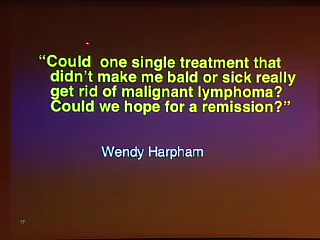 “Could one single treatment that
didn't make me bald or sick really
get rid of malignant lymphoma?
Could we hope for a remission?”
Wendy Harpham